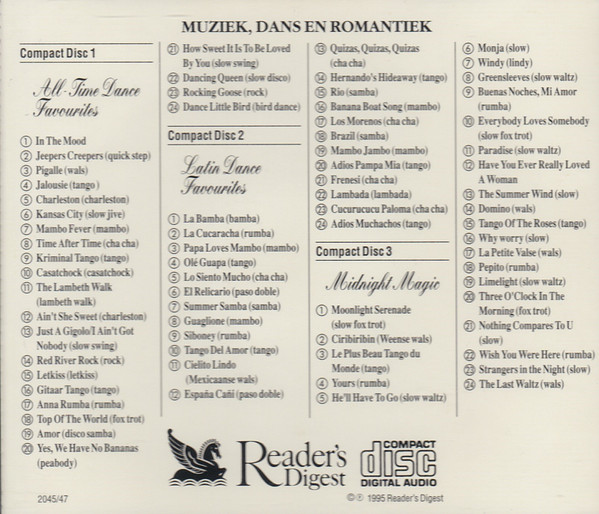 MUZIEK, DANS EN ROMANTIEK
Compact Disc 1
All-Time Dance
Favourites
① In The Mood
② Jeepers Creepers (quick step)
③ Pigalle (wals)
④ Jalousie (tango)
⑤ Charleston (charleston)
⑥ Kansas City (slow jive)
⑦ Mambo Fever (mambo)
⑧ Time After Time (cha cha)
⑨ Kriminal Tango (tango)
⑩ Casatchock (casatchock)
⑪ The Lambeth Walk
(lambeth walk)
⑫ Ain't She Sweet (charleston)
⑬ Just A Gigolo/I Ain't Got
Nobody (slow swing)
⑭ Red River Rock (rock)
⑮ Letkiss (letkiss)
⑯ Gitaar Tango (tango)
⑰ Anna Rumba (rumba)
⑱ Top Of The World (fox trot)
⑲ Amor (disco samba)
⑳ Yes, We Have No Bananas
(peabody)
㉑ How Sweet It Is To Be Loved
By You (slow swing)
㉒ Dancing Queen (slow disco)
㉓ Rocking Goose (rock)
㉔ Dance Little Bird (bird dance)
Compact Disc 2
Latin Dance
Favourites
① La Bamba (bamba)
② La Cucaracha (rumba)
③ Papa Loves Mambo (mambo)
④ Olé Guapa (tango)
⑤ Lo Siento Mucho (cha cha)
⑥ El Relicario (paso doble)
⑦ Summer Samba (samba)
⑧ Guaglione (mambo)
⑨ Siboney (rumba)
⑩ Tango Del Amor (tango)
⑪ Cielito Lindo
(Mexicaanse wals)
⑫ España Cañi (paso doble)
⑬ Quizas, Quizas, Quizas
(cha cha)
⑭ Hernando's Hideaway (tango)
⑮ Rio (samba)
⑯ Banana Boat Song (mambo)
⑰ Los Morenos (cha cha)
⑱ Brazil (samba)
⑲ Mambo Jambo (mambo)
⑳ Adios Pampa Mia (tango)
㉑ Frenesi (cha cha)
㉒ Lambada (lambada)
㉓ Cucurucucu Paloma (cha cha)
㉔ Adios Muchachos (tango)
Compact Disc 3
Midnight Magic
① Moonlight Serenade
(slow fox trot)
② Ciribiribin (Weense wals)
③ Le Plus Beau Tango du
Monde (tango)
④ Yours (rumba)
⑤ He'll Have To Go (slow waltz)
⑥ Monja (slow)
⑦ Windy (lindy)
⑧ Greensleeves (slow waltz)
⑨ Buenas Noches, Mi Amor
(rumba)
⑩ Everybody Loves Somebody
(slow fox trot)
⑪ Paradise (slow waltz)
⑫ Have You Ever Really Loved
A Woman
⑬ The Summer Wind (slow)
⑭ Domino (wals)
⑮ Tango Of The Roses (tango)
⑯ Why worry (slow)
⑰ La Petite Valse (wals)
⑱ Pepito (rumba)
⑲ Limelight (slow waltz)
⑳ Three O'Clock In The
Morning (fox trot)
㉑ Nothing Compares To U
(slow)
㉒ Wish You Were Here (rumba)
㉓ Strangers in the Night (slow)
㉔ The Last Waltz (wals)
Reader's
Digest
COMPACT
disc
DIGITAL AUDIO
2045/47
© ℗ 1995 Reader's Digest